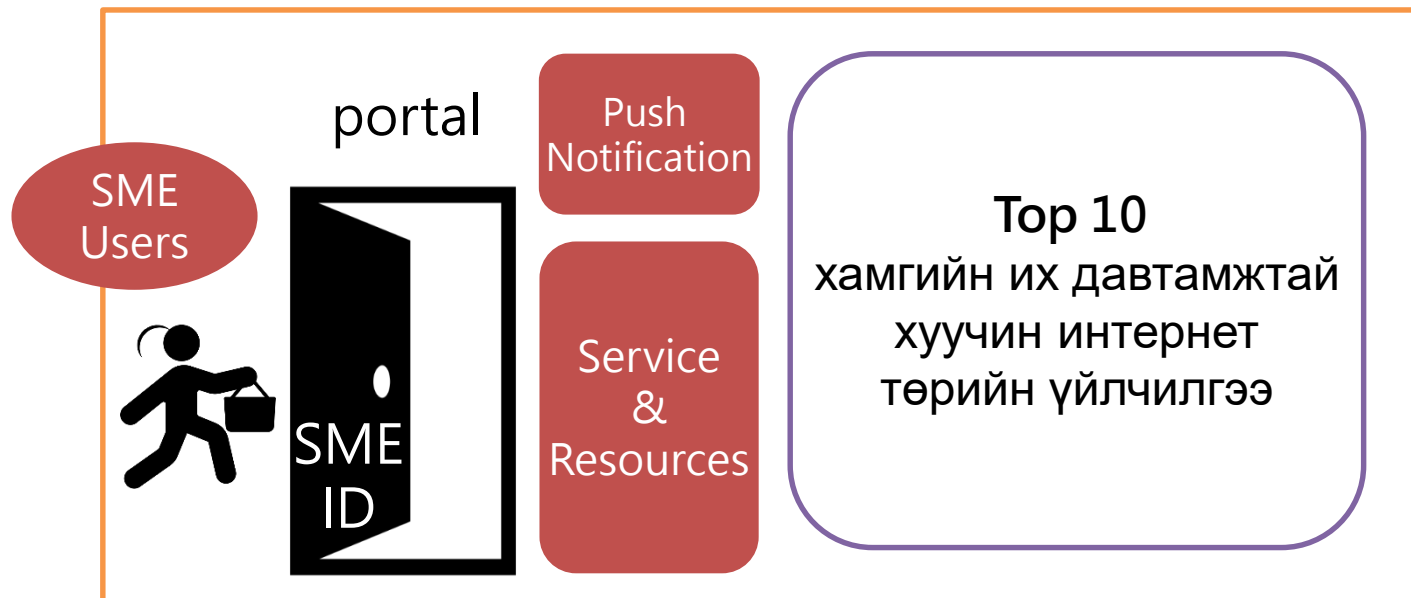 SME
Users
portal
SME
ID
Push
Notification
Service
&
Resources
Top 10
хамгийн их давтамжтай
хуучин интернет
төрийн үйлчилгээ